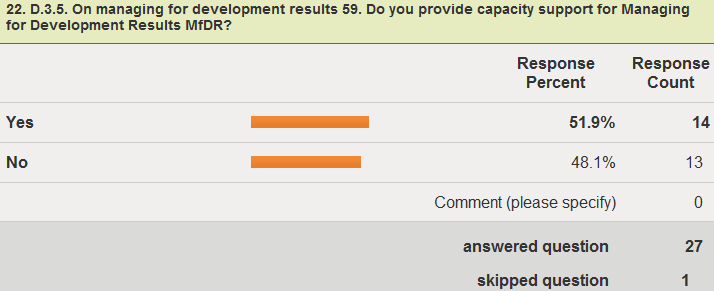 22. D.3.5. On managing for development results 59. Do you provide capacity support for Managing
for Development Results MfDR?
Response Percent Response Count
Yes 51.9% 14
No 48.1% 13
Comment (please specify) 0
answered question 27
skipped question 1